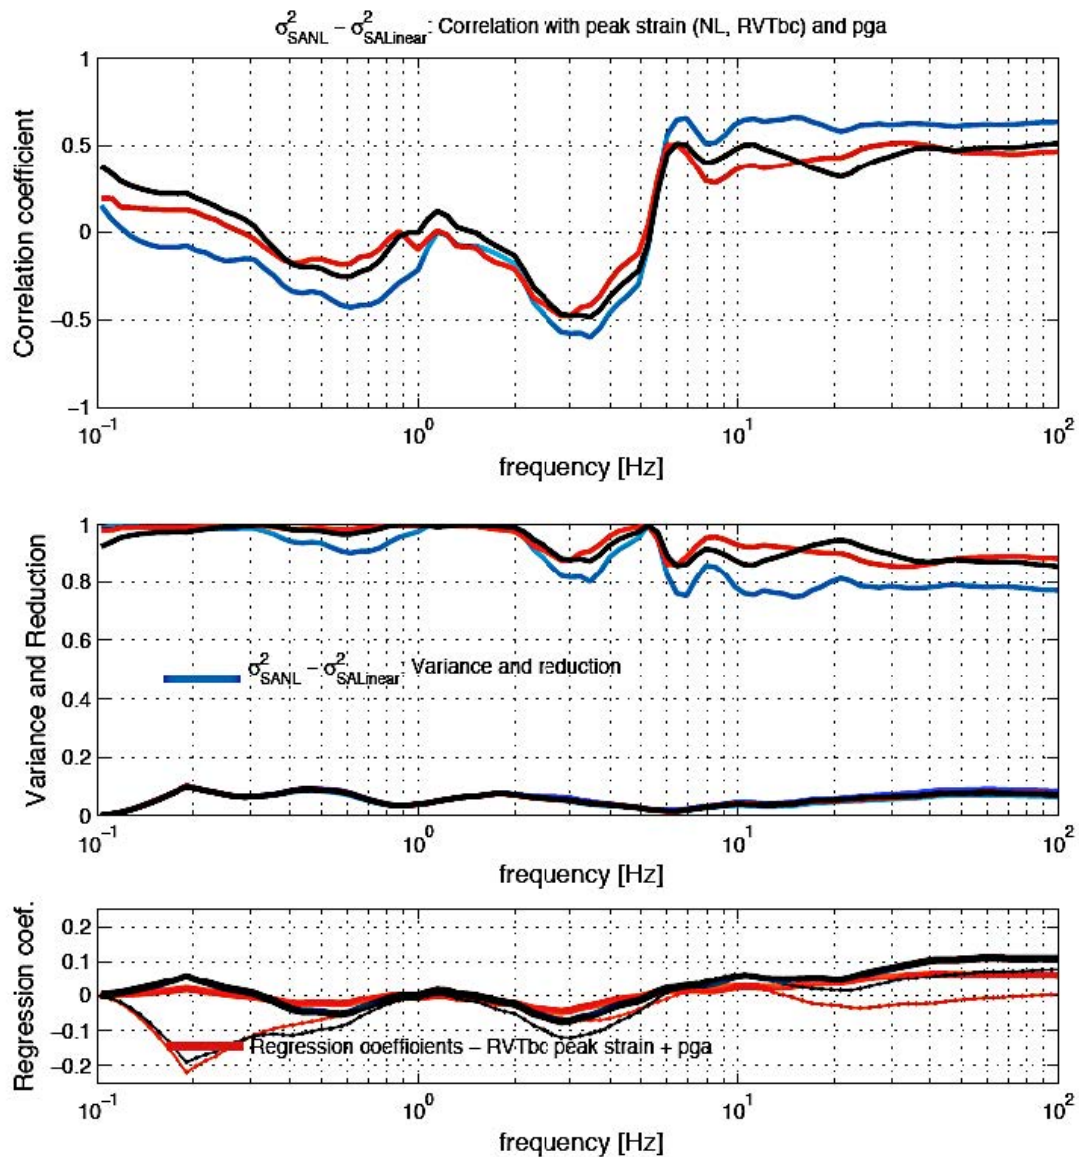 σ²SANL − σ²SALinear: Correlation with peak strain (NL, RVTbc) and pga
Correlation coefficient
1
0.5
0
−0.5
−1
10⁻¹ 10⁰ 10¹ 10²
frequency [Hz]
Variance and Reduction
1
0.8
0.6
0.4
0.2
0
σ²SANL − σ²SALinear: Variance and reduction
10⁻¹ 10⁰ 10¹ 10²
frequency [Hz]
Regression coef.
0.2
0.1
0
−0.1
−0.2
Regression coefficients − RVTbc peak strain + pga
10⁻¹ 10⁰ 10¹ 10²
frequency [Hz]